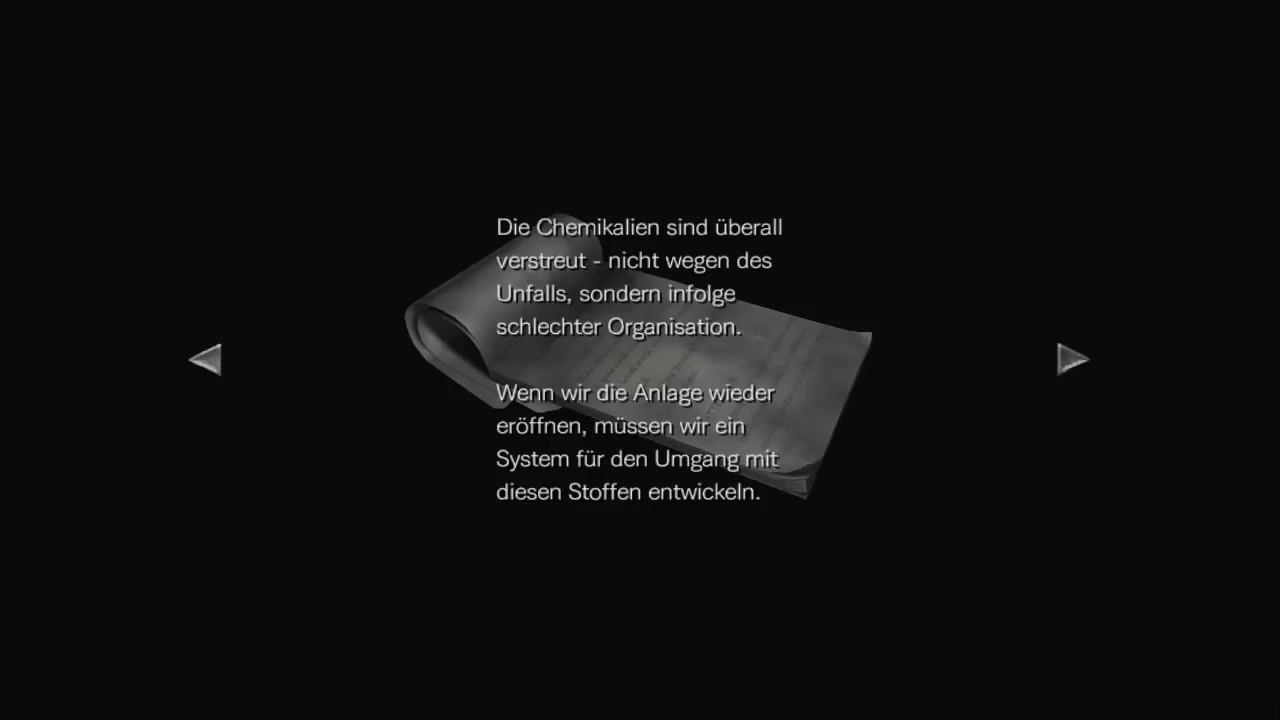 Die Chemikalien sind überall
verstreut - nicht wegen des
Unfalls, sondern infolge
schlechter Organisation.
Wenn wir die Anlage wieder
eröffnen, müssen wir ein
System für den Umgang mit
diesen Stoffen entwickeln.